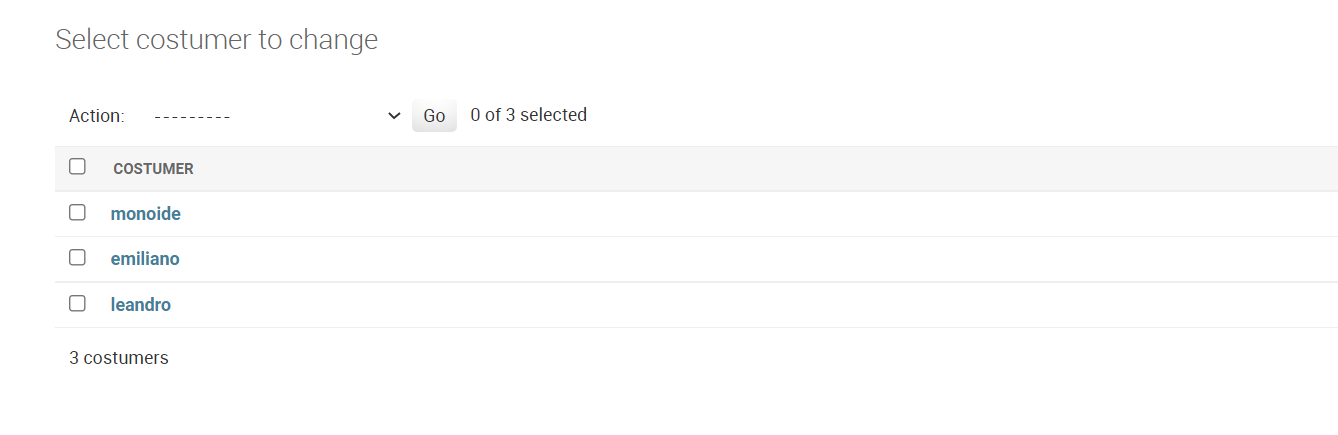 Select costumer to change
Action: --------- Go 0 of 3 selected
COSTUMER
monoide
emiliano
leandro
3 costumers